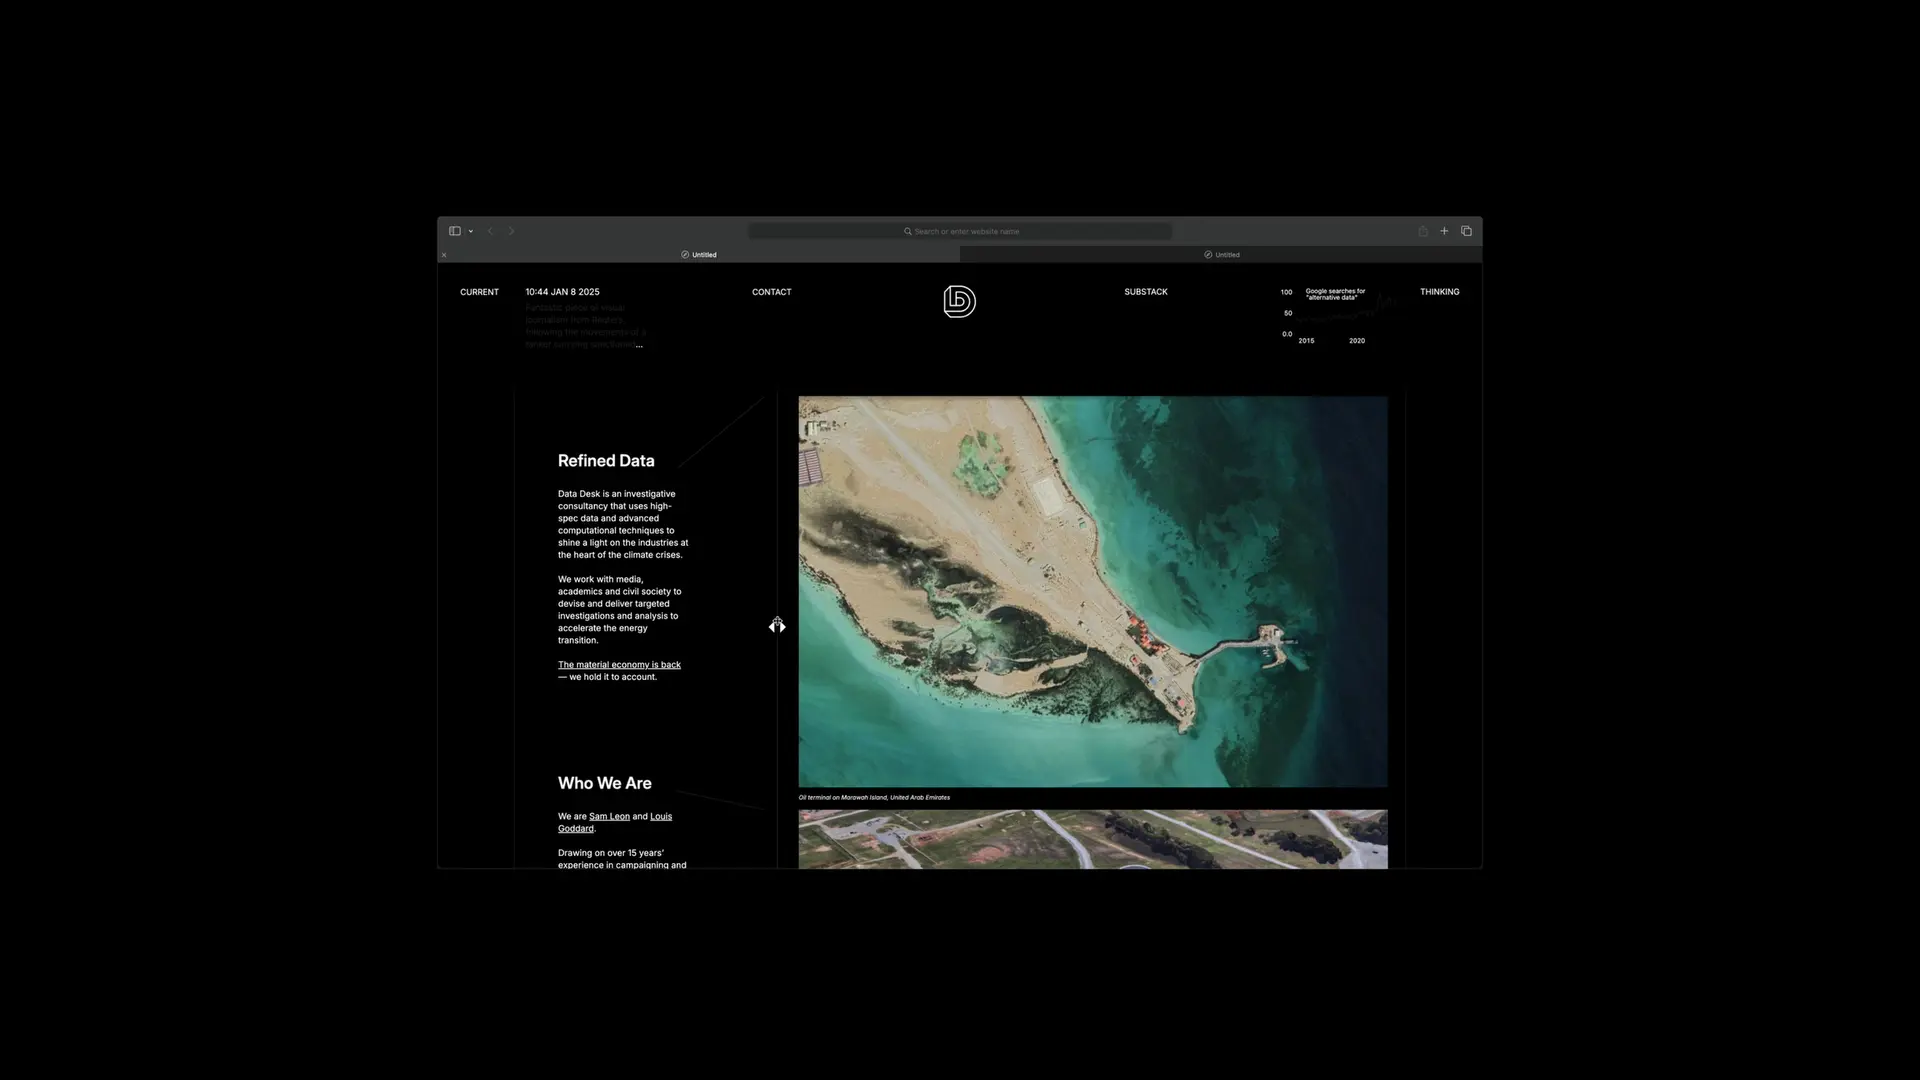 Search or enter website name
Untitled
Untitled
CURRENT
10:44 JAN 8 2025
Fantastic piece of visual
journalism from Reuters,
following the movements of a
tanker carrying sanctioned...
CONTACT
SUBSTACK
100
50
0.0
Google searches for
"alternative data"
2015
2020
THINKING
Refined Data
Data Desk is an investigative
consultancy that uses high-
spec data and advanced
computational techniques to
shine a light on the industries at
the heart of the climate crises.
We work with media,
academics and civil society to
devise and deliver targeted
investigations and analysis to
accelerate the energy
transition.
The material economy is back
— we hold it to account.
Oil terminal on Marawah Island, United Arab Emirates
Who We Are
We are Sam Leon and Louis
Goddard.
Drawing on over 15 years'
experience in campaigning and